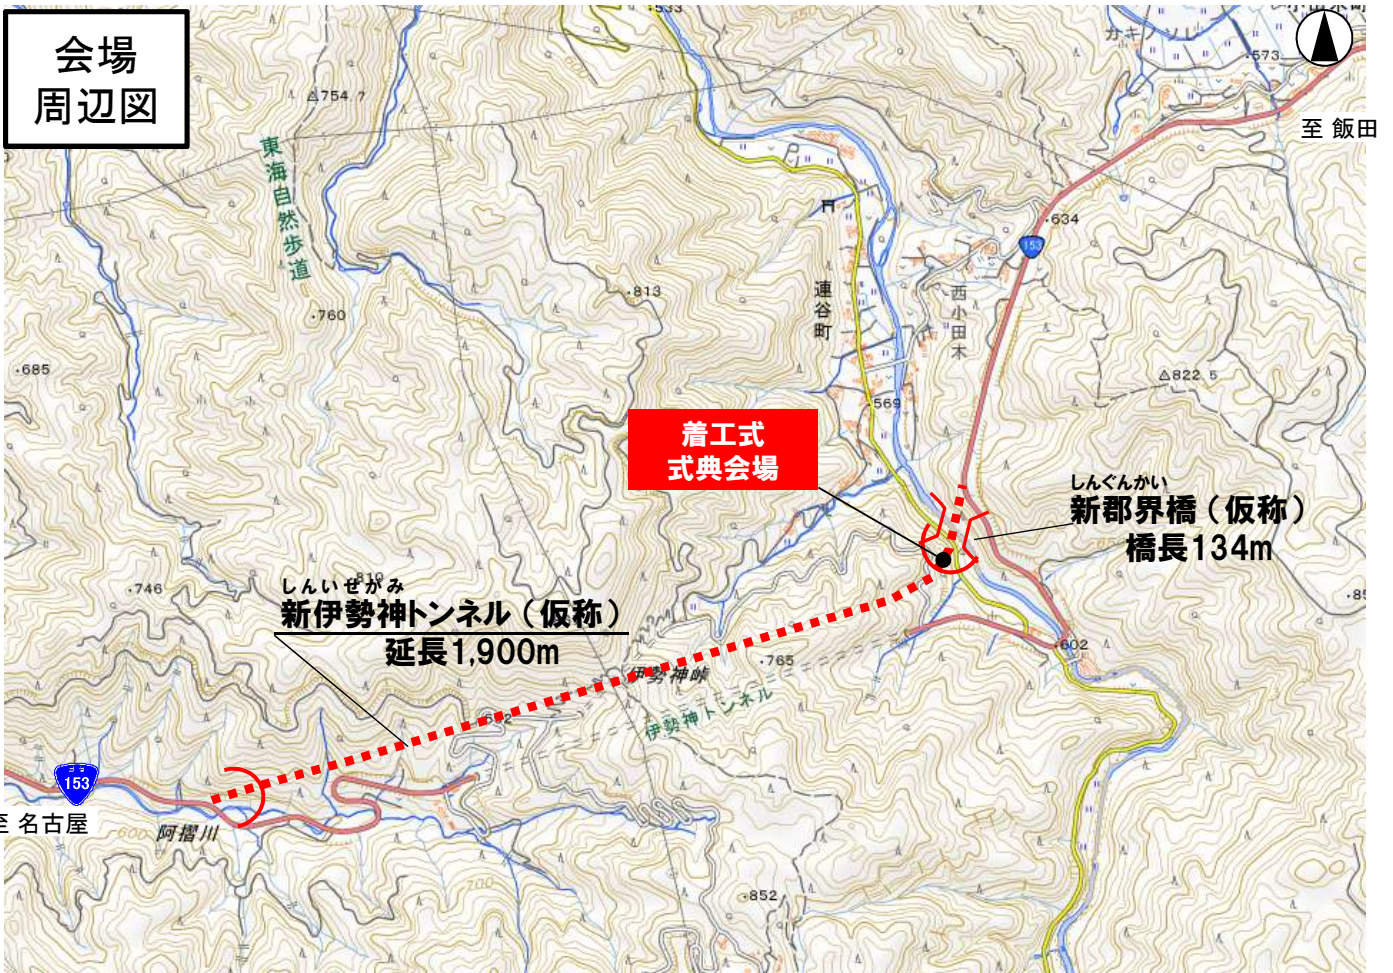 会場
周辺図
533
754.7
573
至 飯田
東海自然歩道
634
153
813
連谷町
西小田木
760
685
822.5
569
着工式
式典会場
しんぐんかい
新郡界橋（仮称）
橋長134m
746
810
しんいせがみ
新伊勢神トンネル（仮称）
延長1,900m
602
765
伊勢神峠
伊勢神トンネル
153
至 名古屋
600
阿摺川
700
852